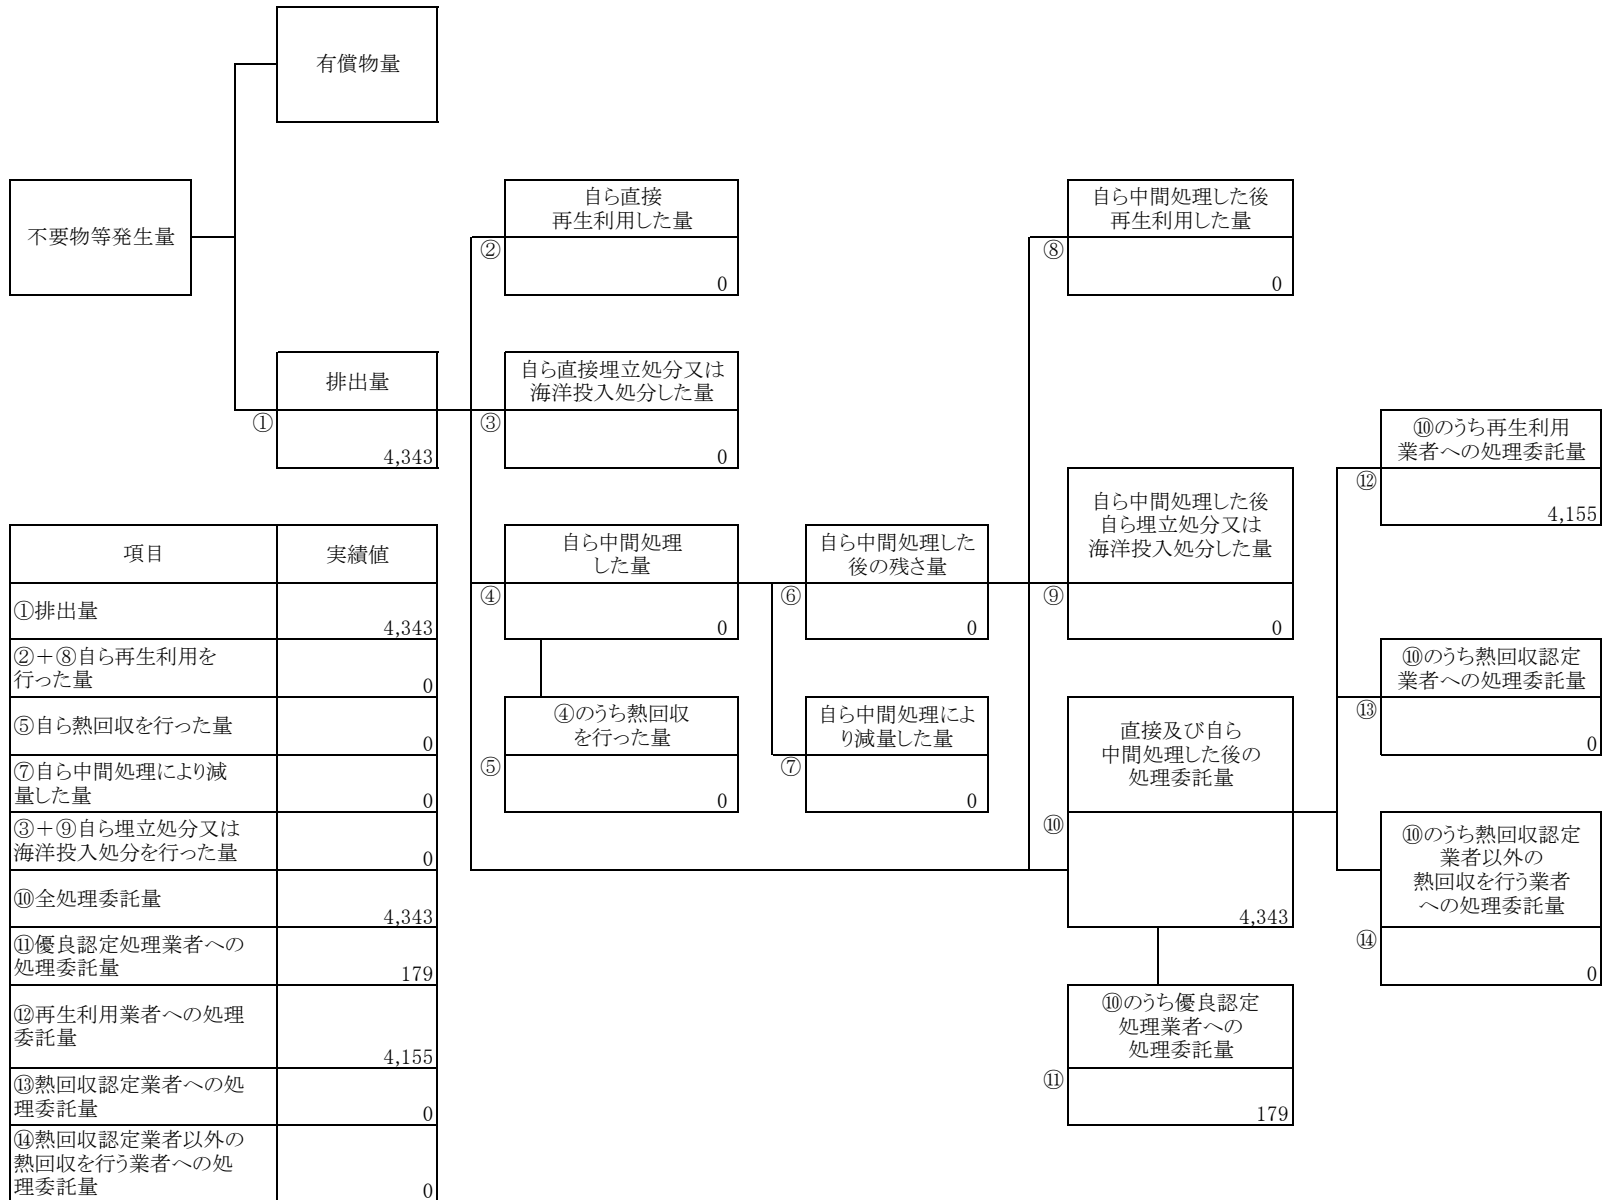 有償物量
不要物等発生量
排出量
①
4,343
自ら直接
再生利用した量
②
0
自ら直接埋立処分又は
海洋投入処分した量
③
0
自ら中間処理
した量
④
0
④のうち熱回収
を行った量
⑤
0
自ら中間処理した
後の残さ量
⑥
0
自ら中間処理によ
り減量した量
⑦
0
自ら中間処理した後
再生利用した量
⑧
0
自ら中間処理した後
自ら埋立処分又は
海洋投入処分した量
⑨
0
直接及び自ら
中間処理した後の
処理委託量
⑩
4,343
⑩のうち優良認定
処理業者への
処理委託量
⑪
179
⑩のうち再生利用
業者への処理委託量
⑫
4,155
⑩のうち熱回収認定
業者への処理委託量
⑬
0
⑩のうち熱回収認定
業者以外の
熱回収を行う業者
への処理委託量
⑭
0
項目 実績値
①排出量
4,343
②＋⑧自ら再生利用を
行った量
0
⑤自ら熱回収を行った量
0
⑦自ら中間処理により減
量した量
0
③＋⑨自ら埋立処分又は
海洋投入処分を行った量
0
⑩全処理委託量
4,343
⑪優良認定処理業者への
処理委託量
179
⑫再生利用業者への処理
委託量
4,155
⑬熱回収認定業者への処
理委託量
0
⑭熱回収認定業者以外の
熱回収を行う業者への処
理委託量
0